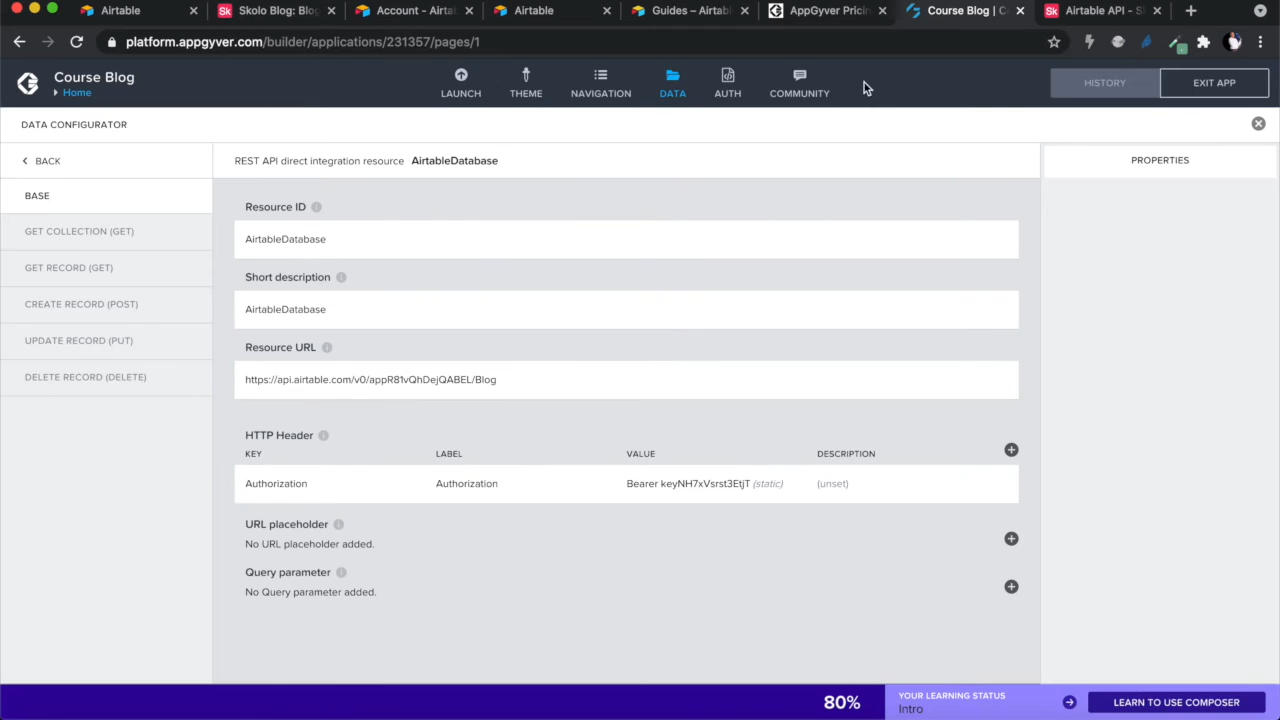 Airtable
Skolo Blog: Blog
Account - Airtab
Airtable
Guides – Airtabl
AppGyver Pricin
Course Blog | C
Airtable API - Sk
platform.appgyver.com/builder/applications/231357/pages/1
Course Blog
Home
LAUNCH
THEME
NAVIGATION
DATA
AUTH
COMMUNITY
HISTORY
EXIT APP
DATA CONFIGURATOR
BACK
REST API direct integration resource AirtableDatabase
PROPERTIES
BASE
GET COLLECTION (GET)
GET RECORD (GET)
CREATE RECORD (POST)
UPDATE RECORD (PUT)
DELETE RECORD (DELETE)
Resource ID
AirtableDatabase
Short description
AirtableDatabase
Resource URL
https://api.airtable.com/v0/appR81vQhDejQABEL/Blog
HTTP Header
KEY LABEL VALUE DESCRIPTION
Authorization Authorization Bearer keyNH7xVsrst3EtjT (static) (unset)
URL placeholder
No URL placeholder added.
Query parameter
No Query parameter added.
80%
YOUR LEARNING STATUS
Intro
LEARN TO USE COMPOSER